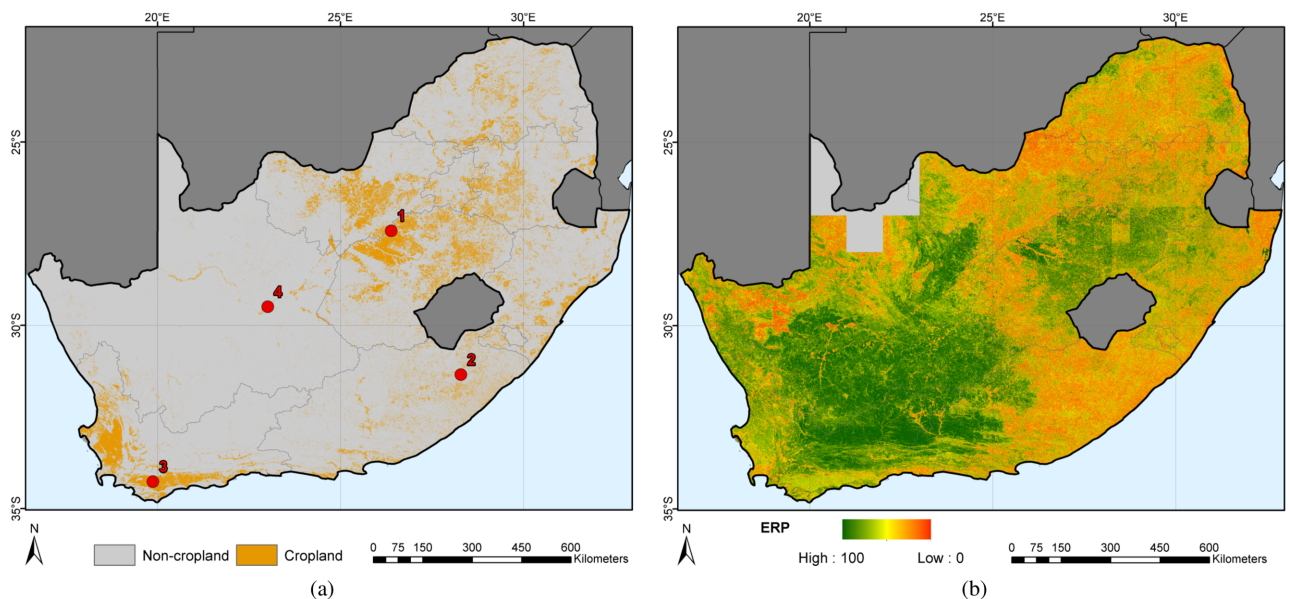 20°E 25°E 30°E
20°E 25°E 30°E
25°S
25°S
1
4
30°S
30°S
2
3
35°S
35°S
N
Non-cropland Cropland
0 75 150 300 450 600
Kilometers
(a)
N
ERP
High : 100 Low : 0
0 75 150 300 450 600
Kilometers
(b)